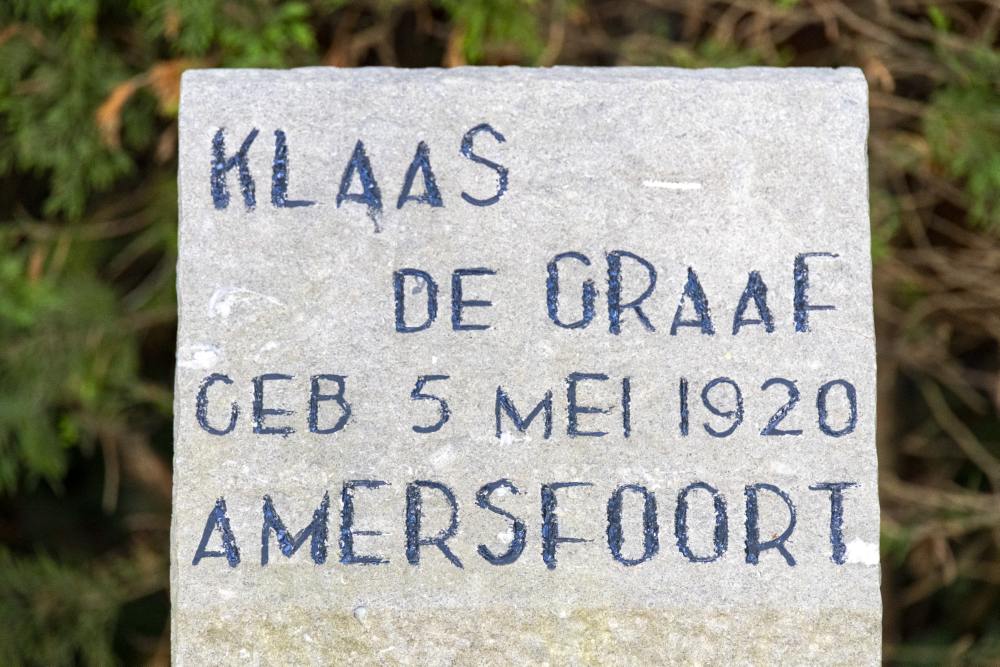 KLAAS
DE GRAAF
GEB 5 MEI 1920
AMERSFOORT